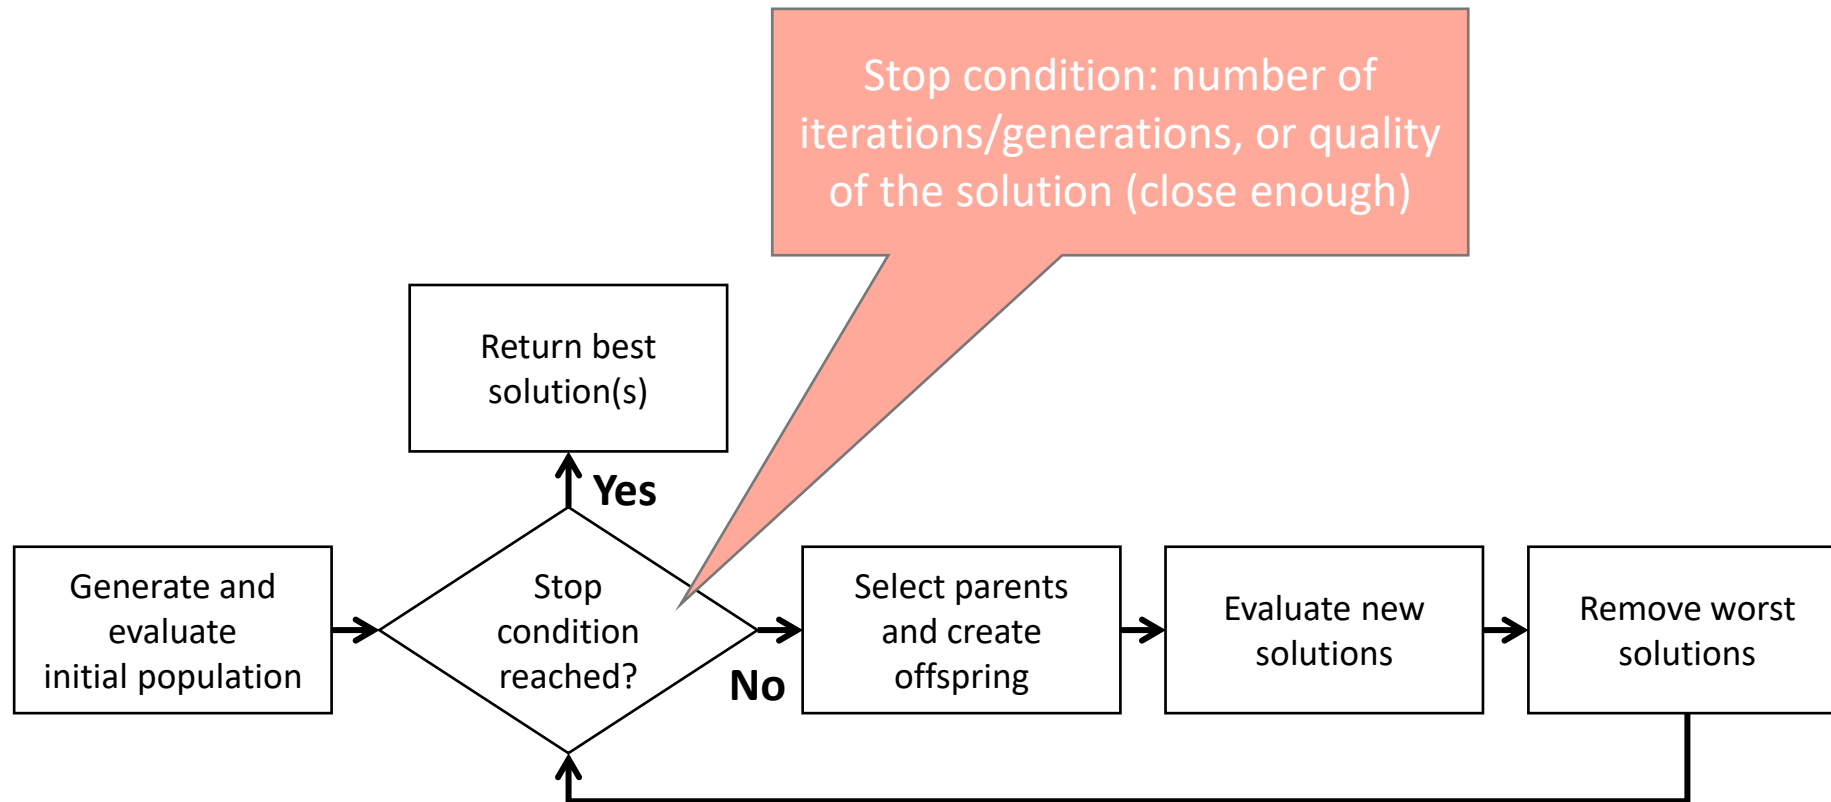 Stop condition: number of
iterations/generations, or quality
of the solution (close enough)
Return best
solution(s)
Yes
Generate and
evaluate
initial population
Stop
condition
reached?
No
Select parents
and create
offspring
Evaluate new
solutions
Remove worst
solutions